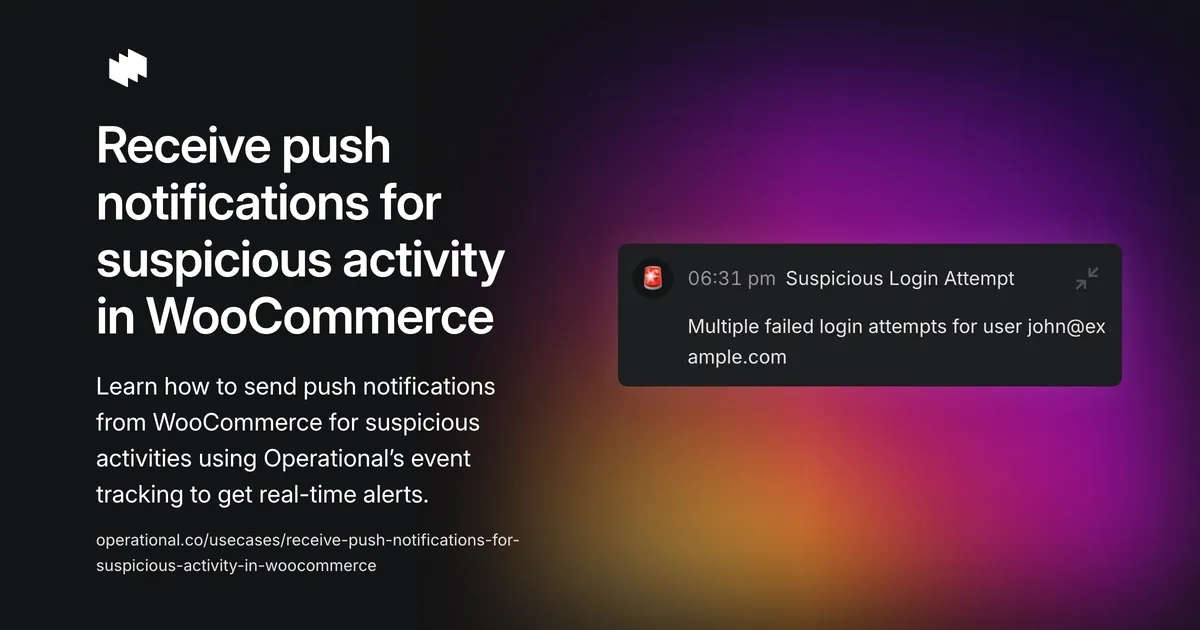 Receive push
notifications for
suspicious activity
in WooCommerce
Learn how to send push notifications
from WooCommerce for suspicious
activities using Operational’s event
tracking to get real-time alerts.
operational.co/usecases/receive-push-notifications-for-
suspicious-activity-in-woocommerce
06:31 pm Suspicious Login Attempt
Multiple failed login attempts for user john@ex
ample.com